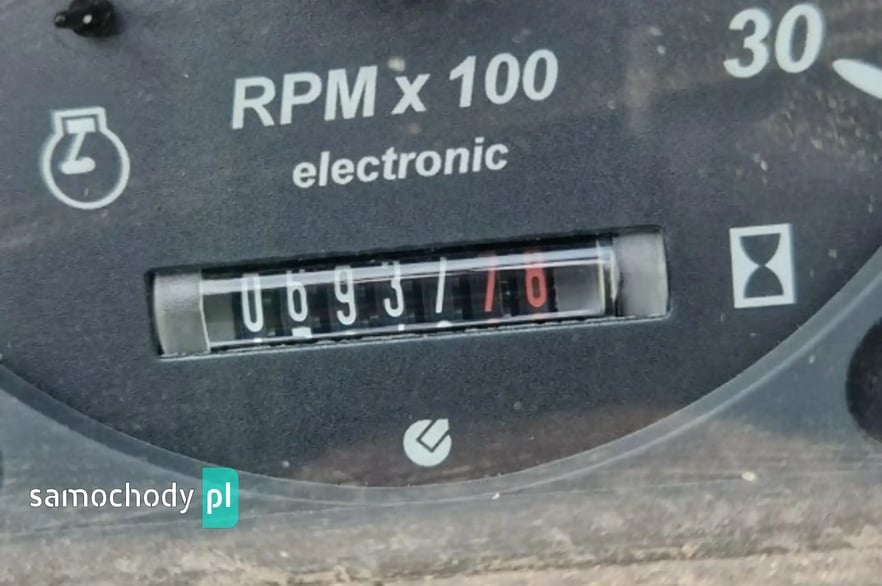 30
RPM x 100
electronic
0693778
samochody pl